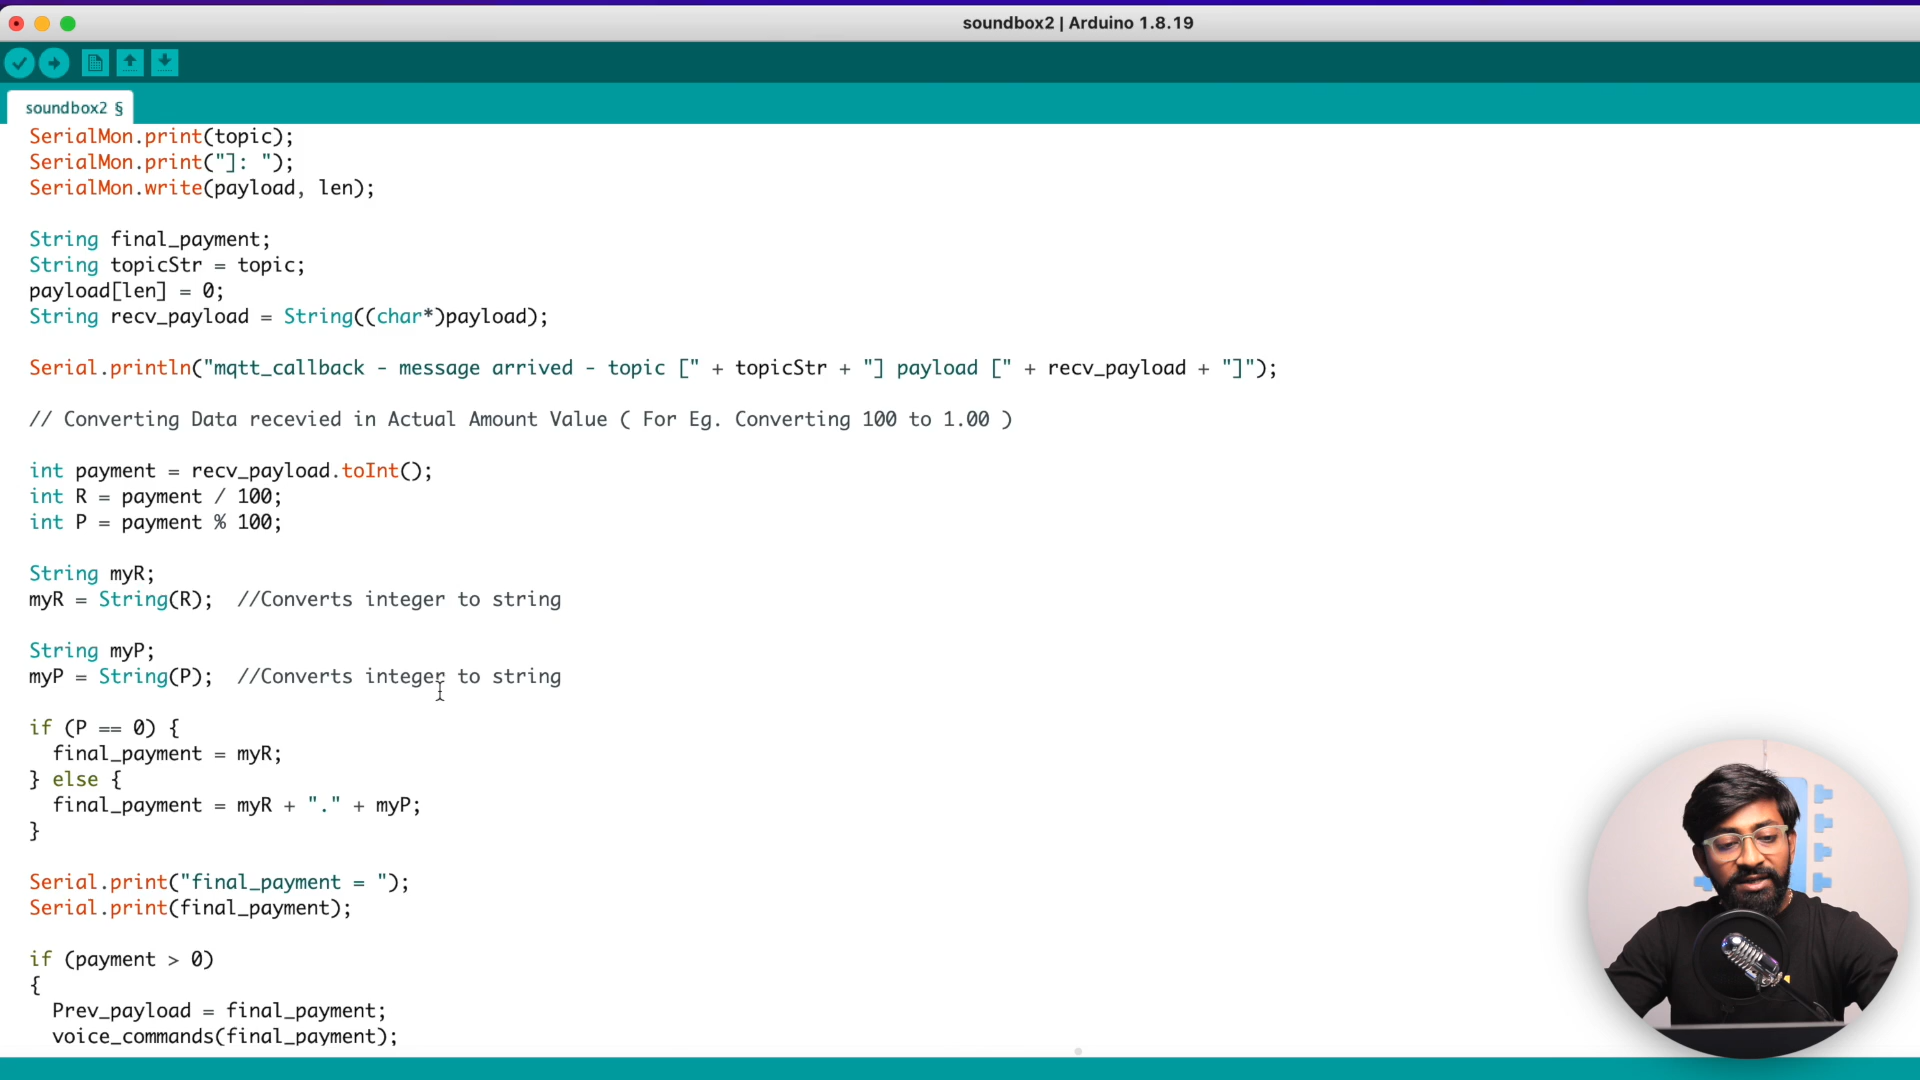 soundbox2 | Arduino 1.8.19
soundbox2 §
SerialMon.print(topic);
SerialMon.print("]: ");
SerialMon.write(payload, len);
String final_payment;
String topicStr = topic;
payload[len] = 0;
String recv_payload = String((char*)payload);
Serial.println("mqtt_callback - message arrived - topic [" + topicStr + "] payload [" + recv_payload + "]");
// Converting Data recevied in Actual Amount Value ( For Eg. Converting 100 to 1.00 )
int payment = recv_payload.toInt();
int R = payment / 100;
int P = payment % 100;
String myR;
myR = String(R);  //Converts integer to string
String myP;
myP = String(P);  //Converts integer to string
if (P == 0) {
final_payment = myR;
} else {
final_payment = myR + "." + myP;
}
Serial.print("final_payment = ");
Serial.print(final_payment);
if (payment > 0)
{
Prev_payload = final_payment;
voice_commands(final_payment);